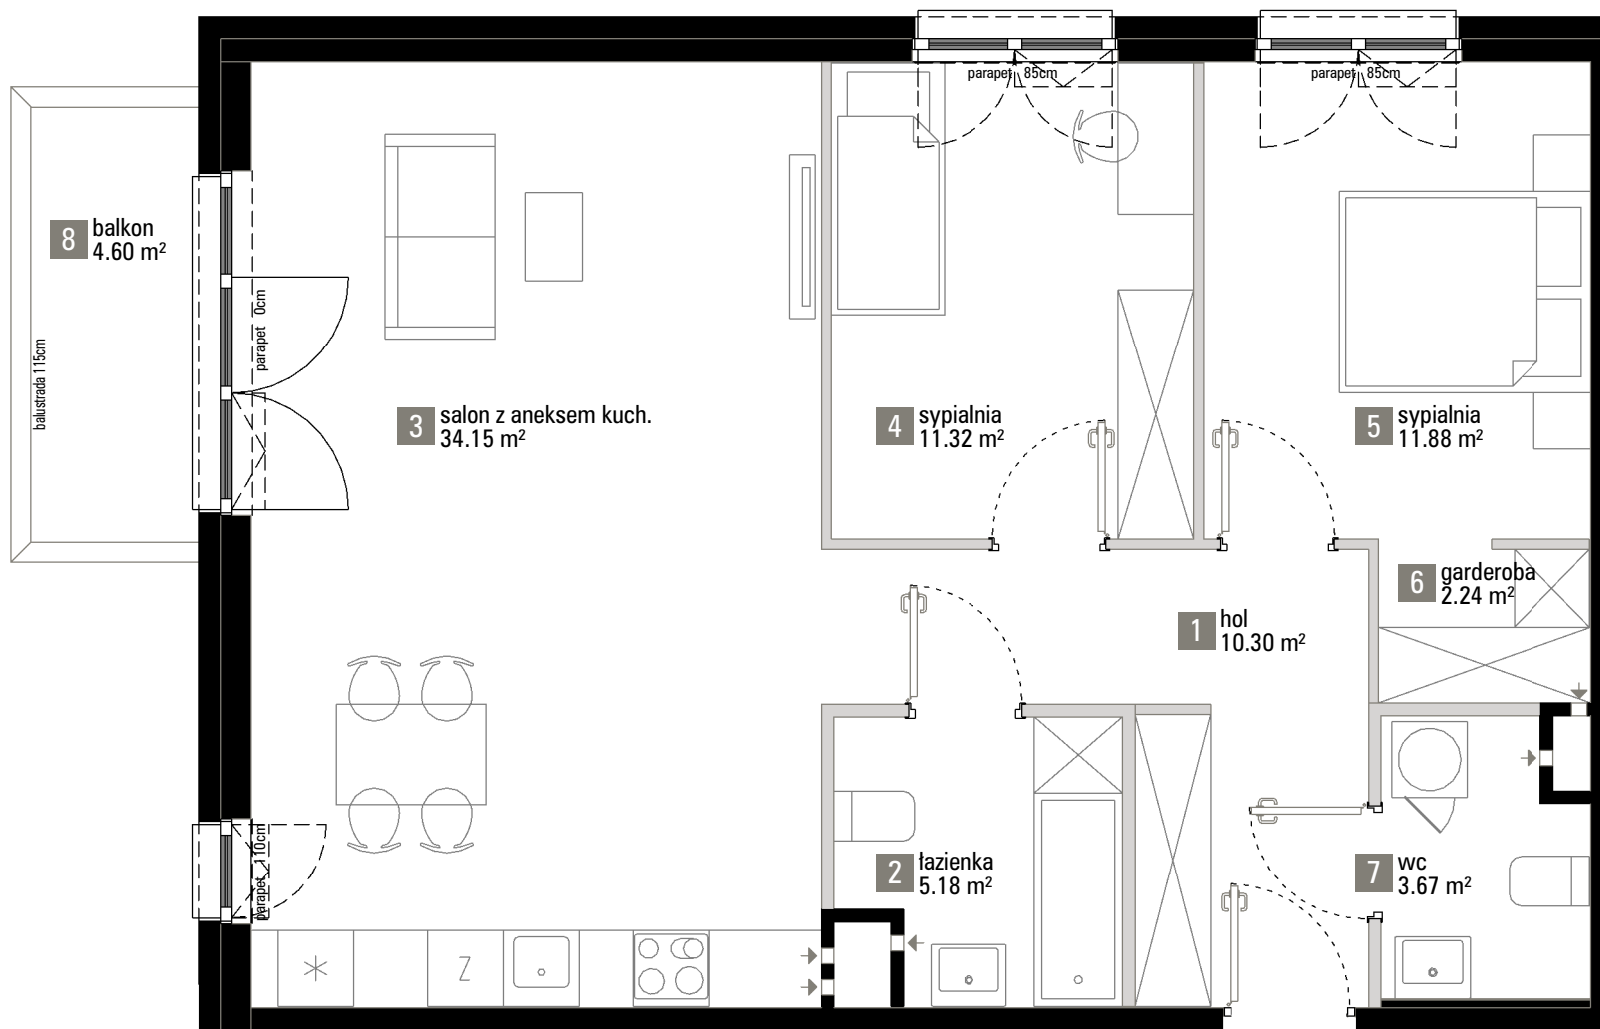 parapet 85cm
parapet 85cm
8 balkon
4.60 m²
parapet 0cm
balustrada 115cm
3 salon z aneksem kuch.
34.15 m²
4 sypialnia
11.32 m²
5 sypialnia
11.88 m²
6 garderoba
2.24 m²
1 hol
10.30 m²
parapet 110cm
2 łazienka
5.18 m²
7 wc
3.67 m²
Z